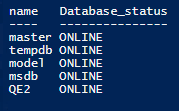 name Database_status
---- ---------------
master ONLINE
tempdb ONLINE
model ONLINE
msdb ONLINE
QE2 ONLINE